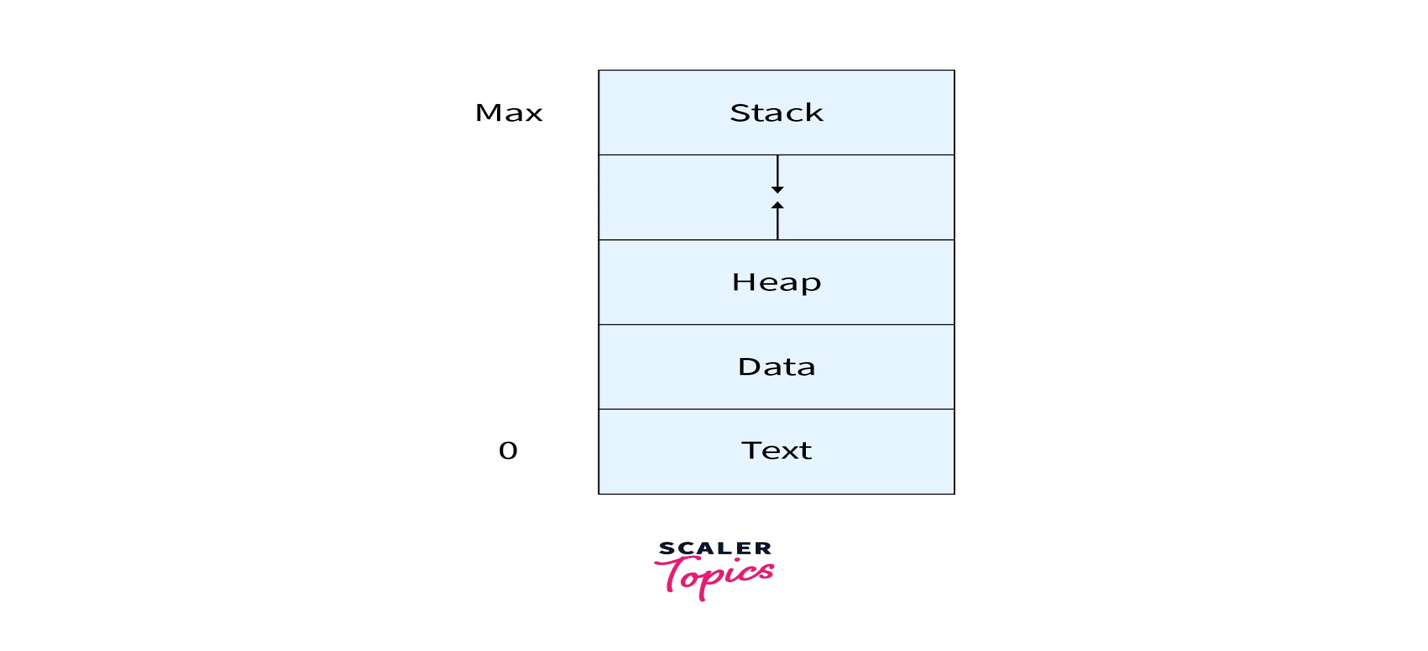 Max
Stack
Heap
Data
0
Text
SCALER
Topics